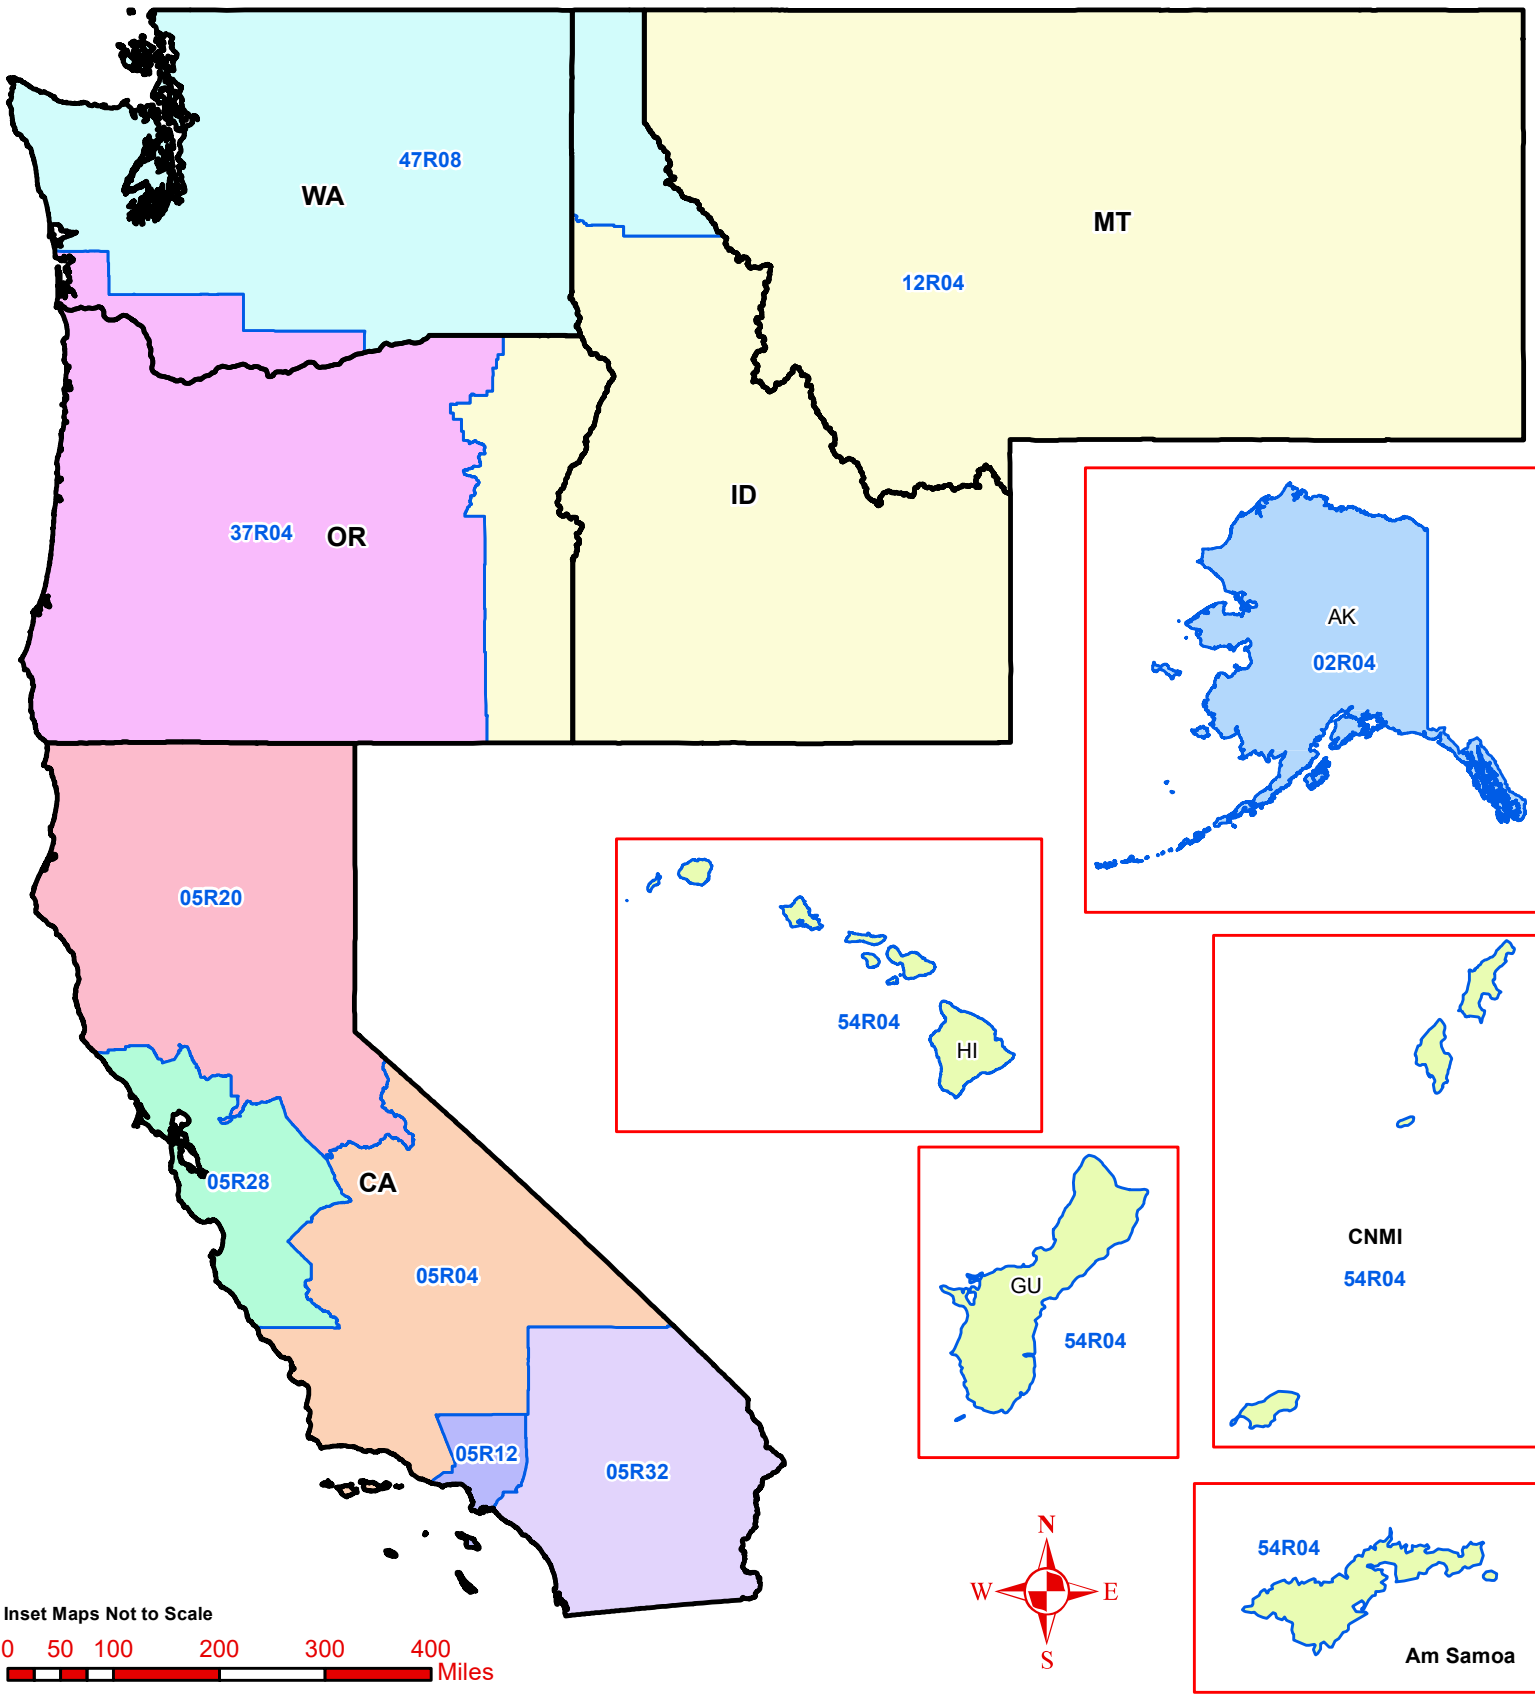 47R08
WA
MT
12R04
ID
37R04 OR
AK
02R04
05R20
54R04
HI
05R28
CA
05R04
GU
54R04
CNMI
54R04
05R12
05R32
N
W E
S
54R04
Am Samoa
Inset Maps Not to Scale
0 50 100 200 300 400
Miles